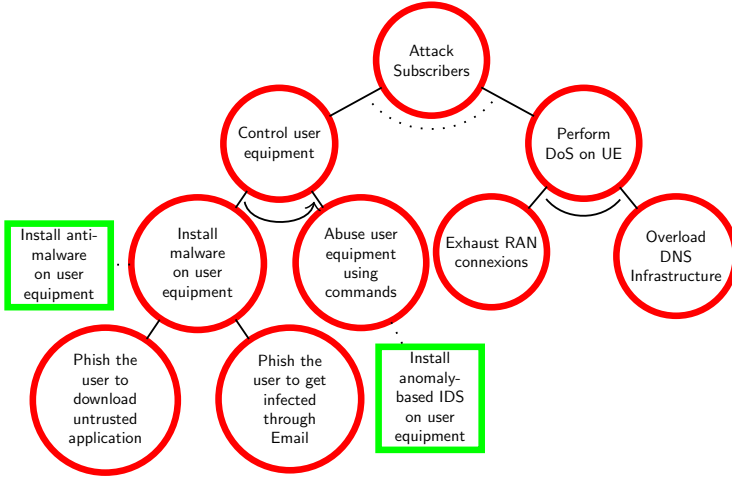 Attack
Subscribers
Control user
equipment
Perform
DoS on UE
Install anti-
malware
on user
equipment
Install
malware
on user
equipment
Abuse user
equipment
using
commands
Exhaust RAN
connexions
Overload
DNS
Infrastructure
Phish the
user to
download
untrusted
application
Phish the
user to get
infected
through
Email
Install
anomaly-
based IDS
on user
equipment